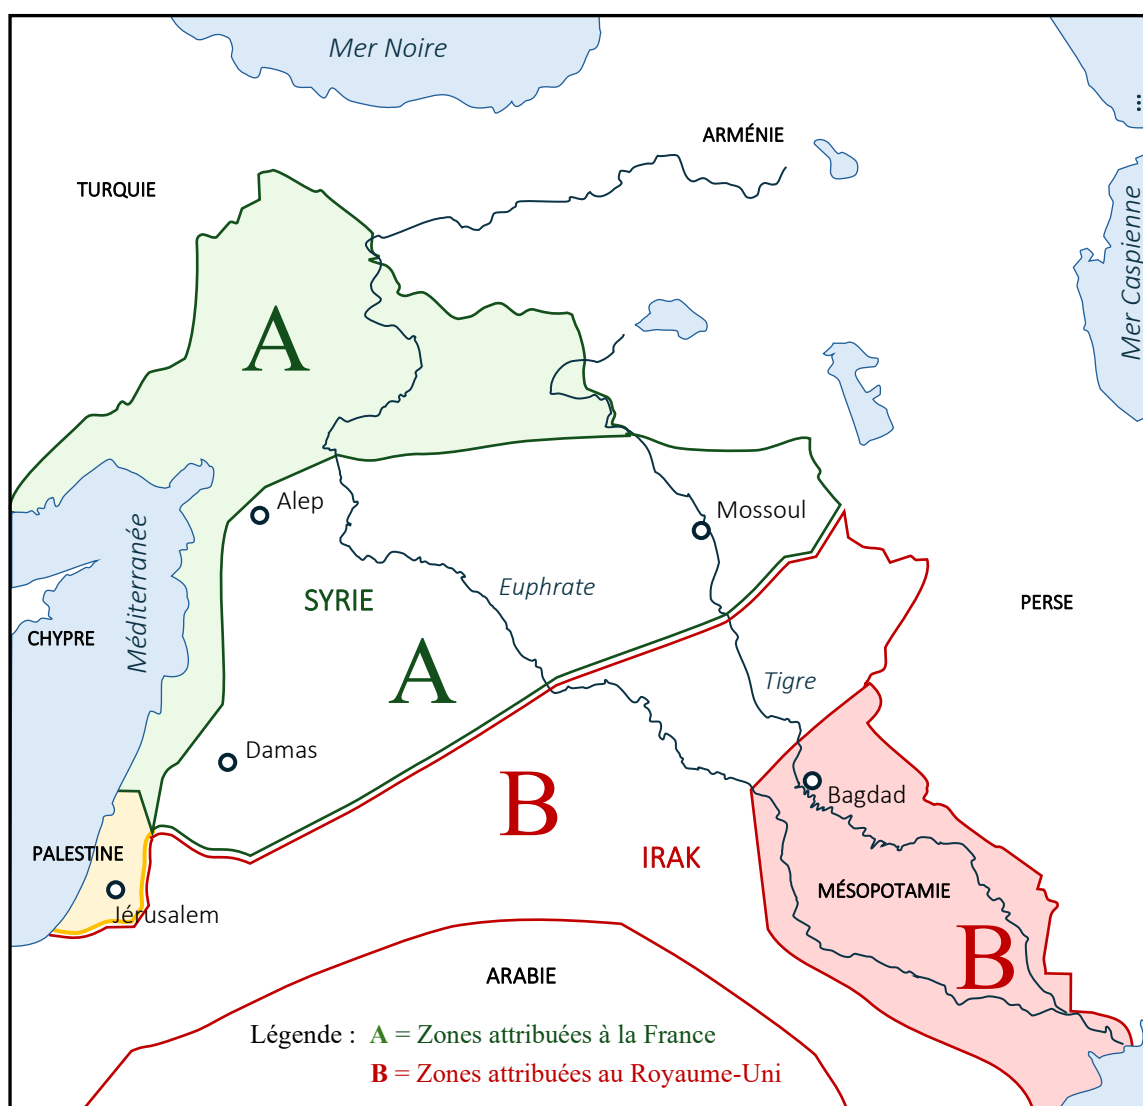 Mer Noire
ARMÉNIE
TURQUIE
...
Mer Caspienne
A
Alep
Mossoul
Méditerranée
Euphrate
SYRIE
PERSE
CHYPRE
A
Tigre
Damas
B
Bagdad
PALESTINE
IRAK
MÉSOPOTAMIE
Jérusalem
B
ARABIE
Légende : A = Zones attribuées à la France
B = Zones attribuées au Royaume-Uni